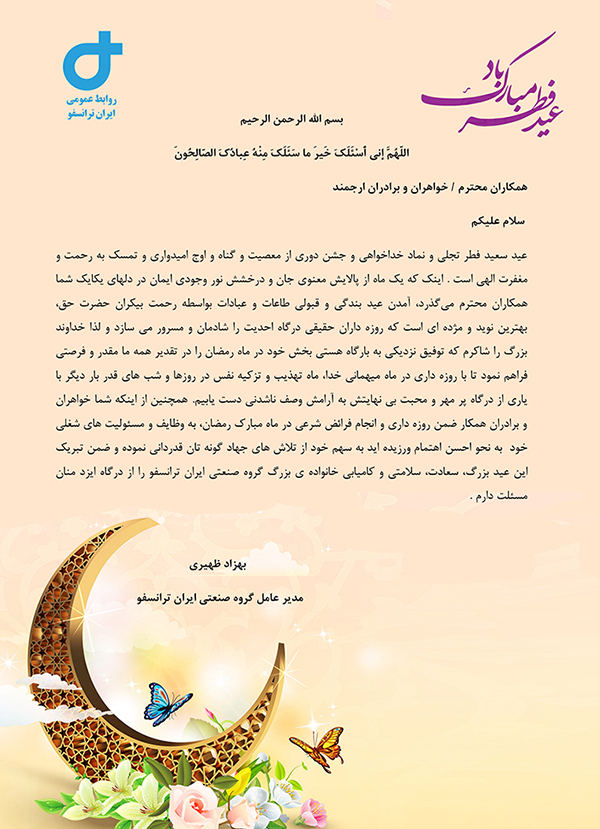 روابط عمومی
ایران ترانسفو
عید فطر مبارک باد
بسم الله الرحمن الرحیم
اللّهُمَّ إنی أسْئَلُکَ خَیرَ ما سَئَلَکَ مِنْهُ عِبادُکَ الصّالِحُونَ
همکاران محترم / خواهران و برادران ارجمند
سلام علیکم
عید سعید فطر تجلی و نماد خداخواهی و جشن دوری از معصیت و گناه و اوج امیدواری و تمسک به رحمت و
مغفرت الهی است . اینک که یک ماه از پالایش معنوی جان و درخشش نور وجودی ایمان در دلهای یکایک شما
همکاران محترم می‌گذرد، آمدن عید بندگی و قبولی طاعات و عبادات بواسطه رحمت بیکران حضرت حق،
بهترین نوید و مژده ای است که روزه داران حقیقی درگاه احدیت را شادمان و مسرور می سازد و لذا خداوند
بزرگ را شاکرم که توفیق نزدیکی به بارگاه هستی بخش خود در ماه رمضان را در تقدیر همه ما مقدر و فرصتی
فراهم نمود تا با روزه داری در ماه میهمانی خدا، ماه تهذیب و تزکیه نفس در روزها و شب های قدر بار دیگر با
یاری از درگاه پر مهر و محبت بی نهایتش به آرامش وصف ناشدنی دست یابیم. همچنین از اینکه شما خواهران
و برادران همکار ضمن روزه داری و انجام فرائض شرعی در ماه مبارک رمضان، به وظایف و مسئولیت های شغلی
خود به نحو احسن اهتمام ورزیده اید به سهم خود از تلاش های جهاد گونه تان قدردانی نموده و ضمن تبریک
این عید بزرگ، سعادت، سلامتی و کامیابی خانواده ی بزرگ گروه صنعتی ایران ترانسفو را از درگاه ایزد منان
مسئلت دارم .
بهزاد ظهیری
مدیر عامل گروه صنعتی ایران ترانسفو